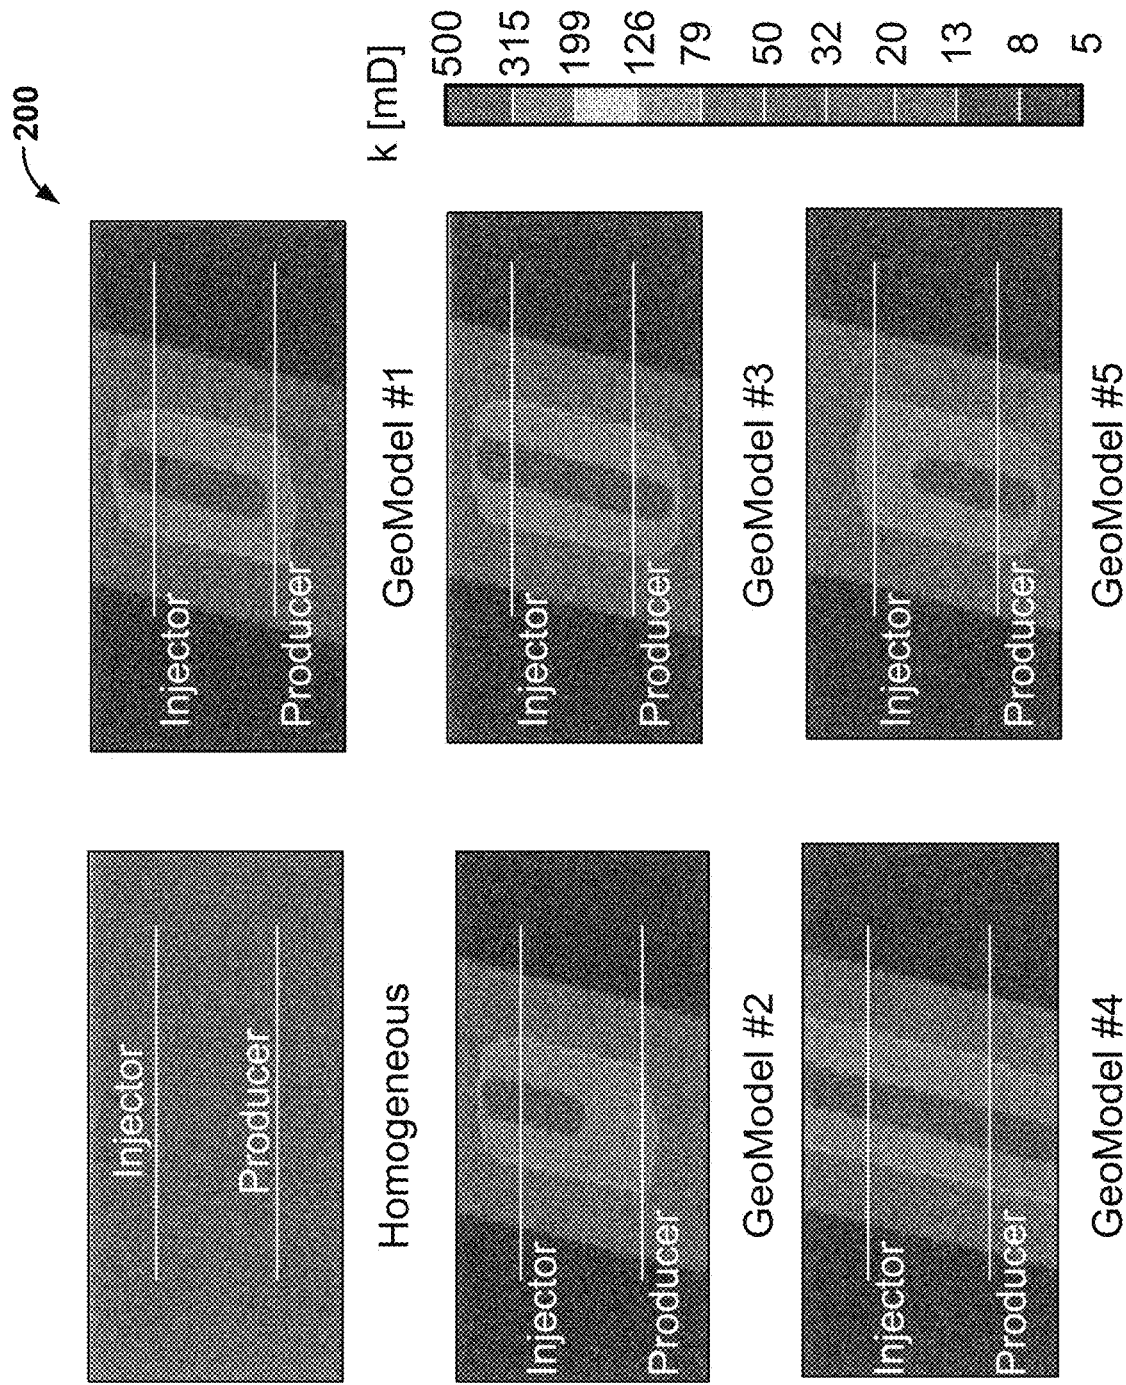 200
Injector
Producer
Homogeneous
Injector
Producer
GeoModel #1
k [mD]
500
315
199
126
79
50
32
20
13
8
5
Injector
Producer
GeoModel #2
Injector
Producer
GeoModel #3
Injector
Producer
GeoModel #4
Injector
Producer
GeoModel #5